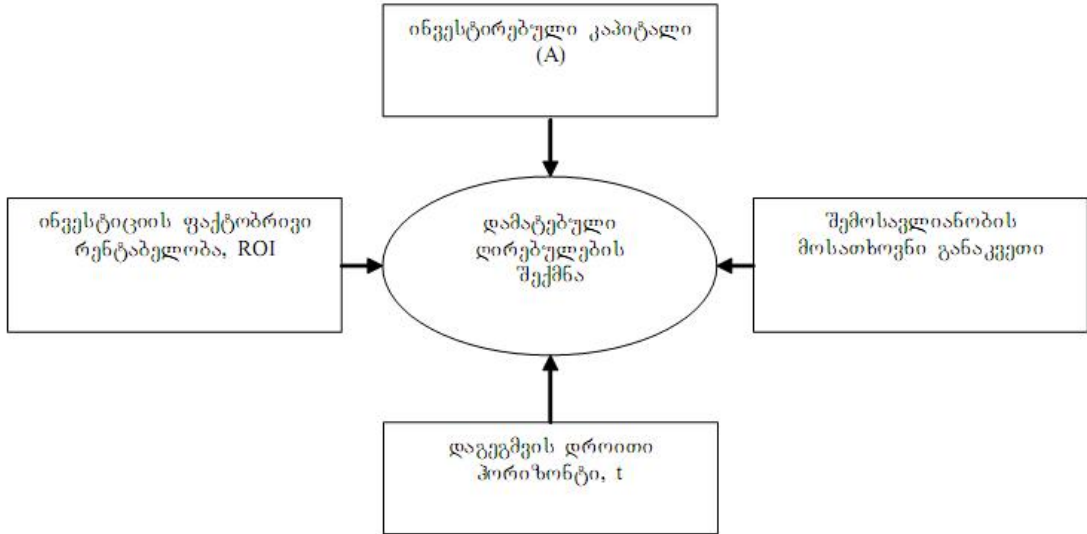 ინვესტირებული კაპიტალი
(A)
ინვესტიციის ფაქტობრივი
რენტაბელობა, ROI
დამატებული
ღირებულების
შექმნა
შემოსავლიანობის
მოსათხოვნი განაკვეთი
დაგეგმვის დროითი
ჰორიზონტი, t